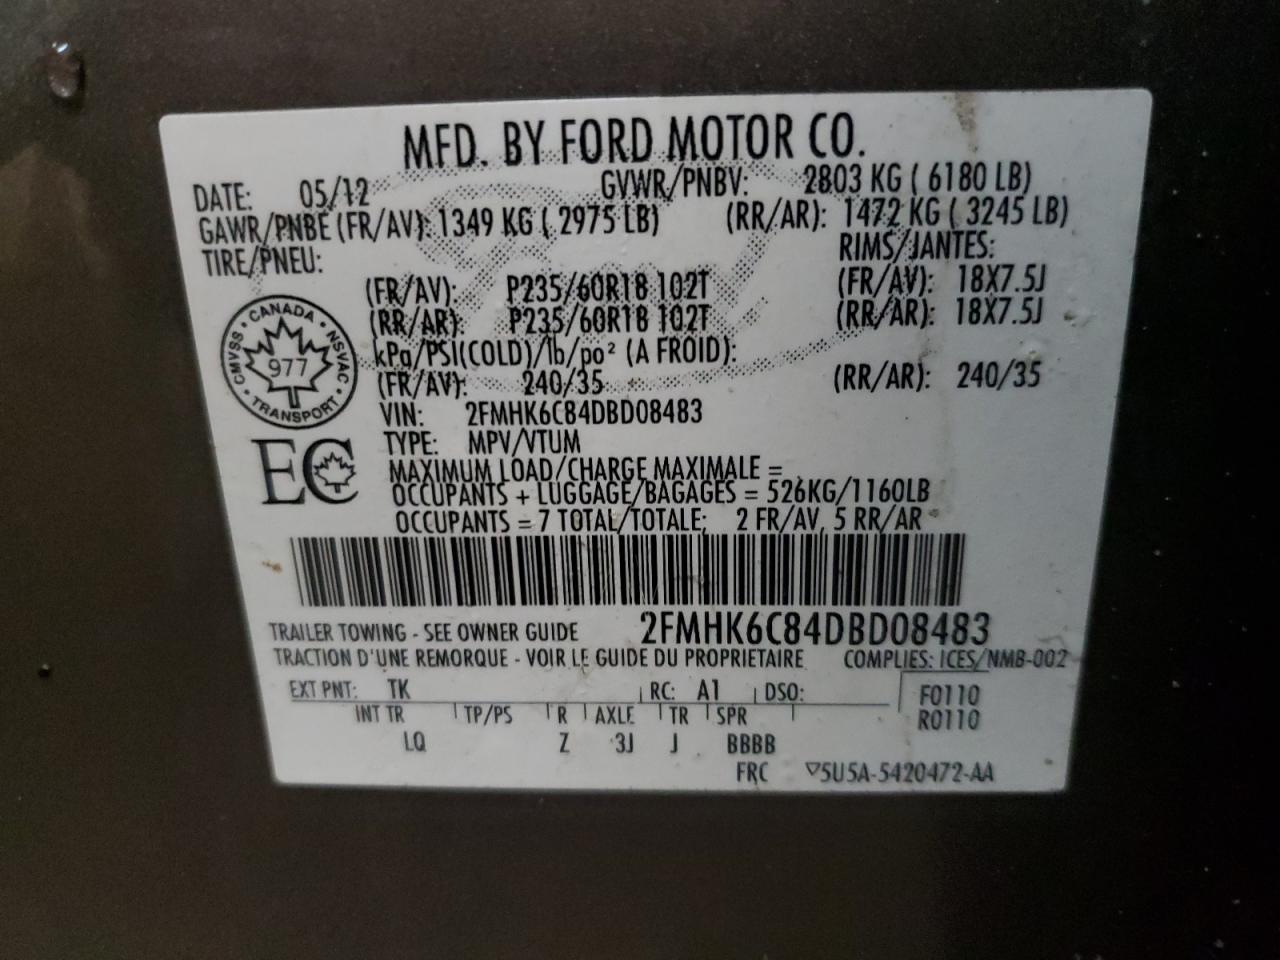 MFD. BY FORD MOTOR CO.
DATE: 05/12 GVWR/PNBV: 2803 KG ( 6180 LB)
GAWR/PNBE (FR/AV): 1349 KG ( 2975 LB) (RR/AR): 1472 KG ( 3245 LB)
TIRE/PNEU: RIMS/JANTES:
(FR/AV): P235/60R18 102T (FR/AV): 18X7.5J
(RR/AR): P235/60R18 102T (RR/AR): 18X7.5J
kPa/PSI(COLD)/lb/po² (A FROID):
(FR/AV): 240/35 (RR/AR): 240/35
CANADA · NSVAC · TRANSPORT · CMVSS ·
977
VIN: 2FMHK6C84DBD08483
EC
TYPE: MPV/VTUM
MAXIMUM LOAD/CHARGE MAXIMALE =
OCCUPANTS + LUGGAGE/BAGAGES = 526KG/1160LB
OCCUPANTS = 7 TOTAL/TOTALE; 2 FR/AV, 5 RR/AR
2FMHK6C84DBD08483
TRAILER TOWING - SEE OWNER GUIDE
TRACTION D'UNE REMORQUE - VOIR LE GUIDE DU PROPRIETAIRE COMPLIES: ICES/NMB-002
EXT PNT: TK RC: A1 DSO: F0110
INT TR TP/PS R AXLE TR SPR R0110
LQ Z 3J J BBBB
FRC ▽5U5A-5420472-AA